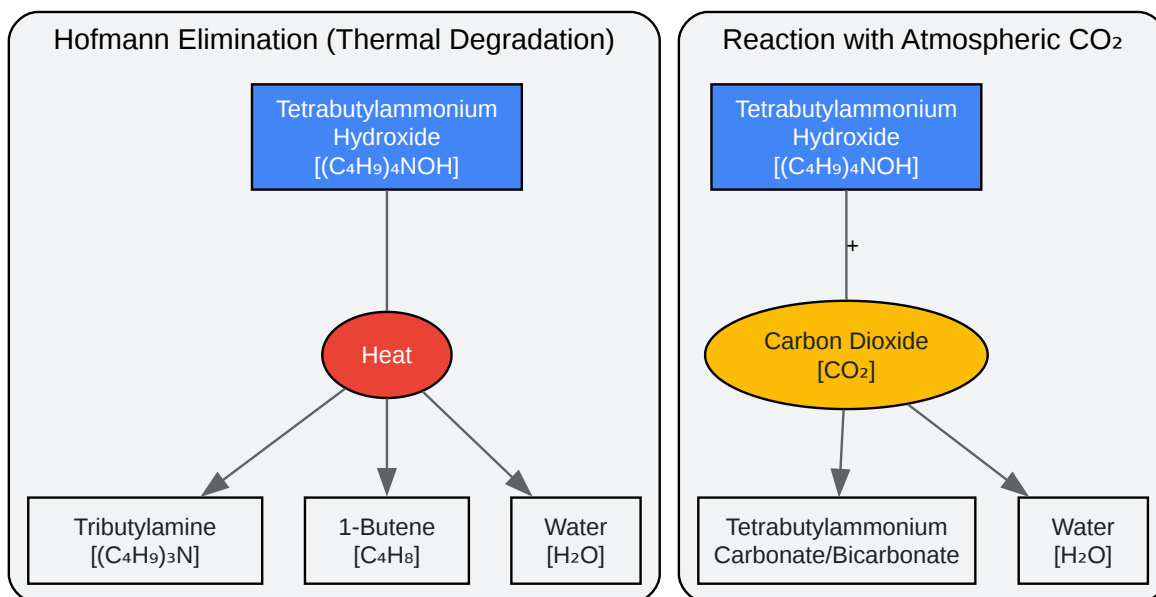 Hofmann Elimination (Thermal Degradation)
Tetrabutylammonium
Hydroxide
[(C₄H₉)₄NOH]
Heat
Tributylamine
[(C₄H₉)₃N]
1-Butene
[C₄H₈]
Water
[H₂O]
Reaction with Atmospheric CO₂
Tetrabutylammonium
Hydroxide
[(C₄H₉)₄NOH]
+
Carbon Dioxide
[CO₂]
Tetrabutylammonium
Carbonate/Bicarbonate
Water
[H₂O]